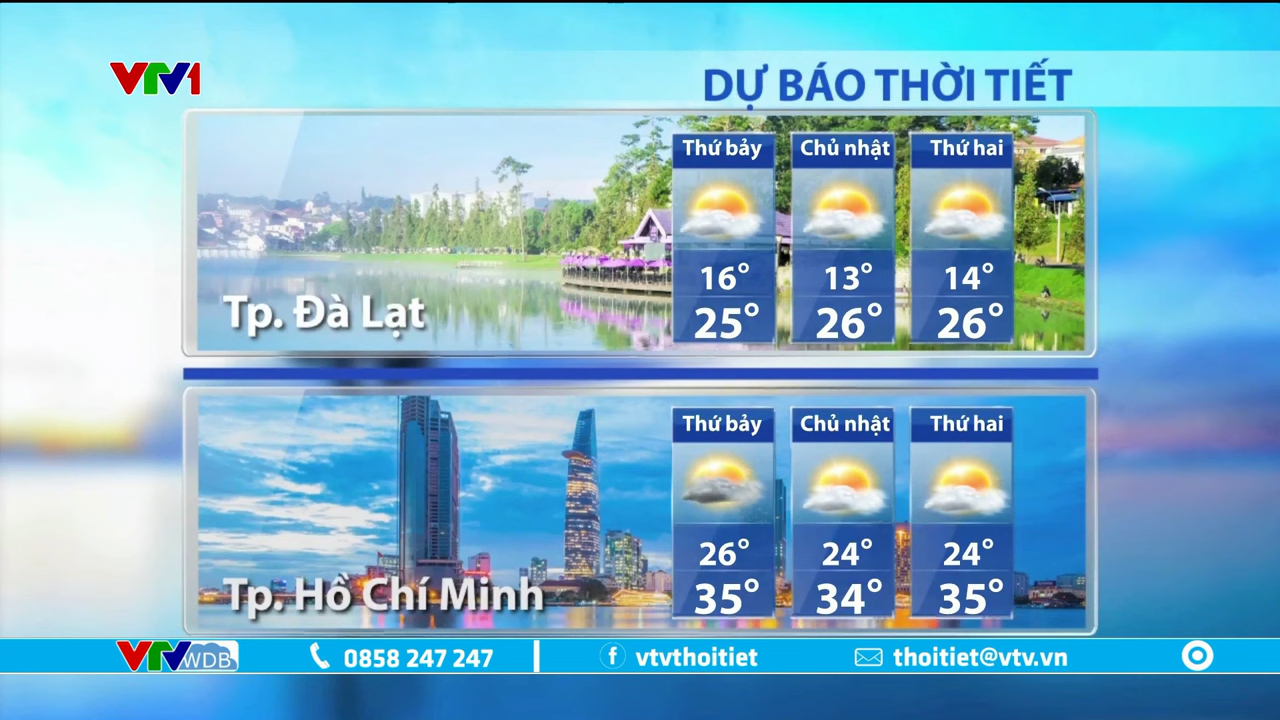 VTV1
DỰ BÁO THỜI TIẾT
Tp. Đà Lạt
Thứ bảy
16°
25°
Chủ nhật
13°
26°
Thứ hai
14°
26°
Tp. Hồ Chí Minh
Thứ bảy
26°
35°
Chủ nhật
24°
34°
Thứ hai
24°
35°
VTV WDB 0858 247 247 vtvthoitiet thoitiet@vtv.vn